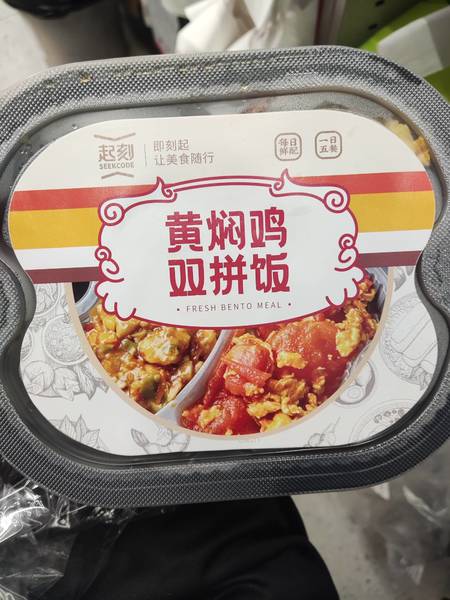 起刻
SEEKCODE
即刻起
让美食随行
每日
鲜配
一日
五餐
黄焖鸡
双拼饭
• FRESH BENTO MEAL •